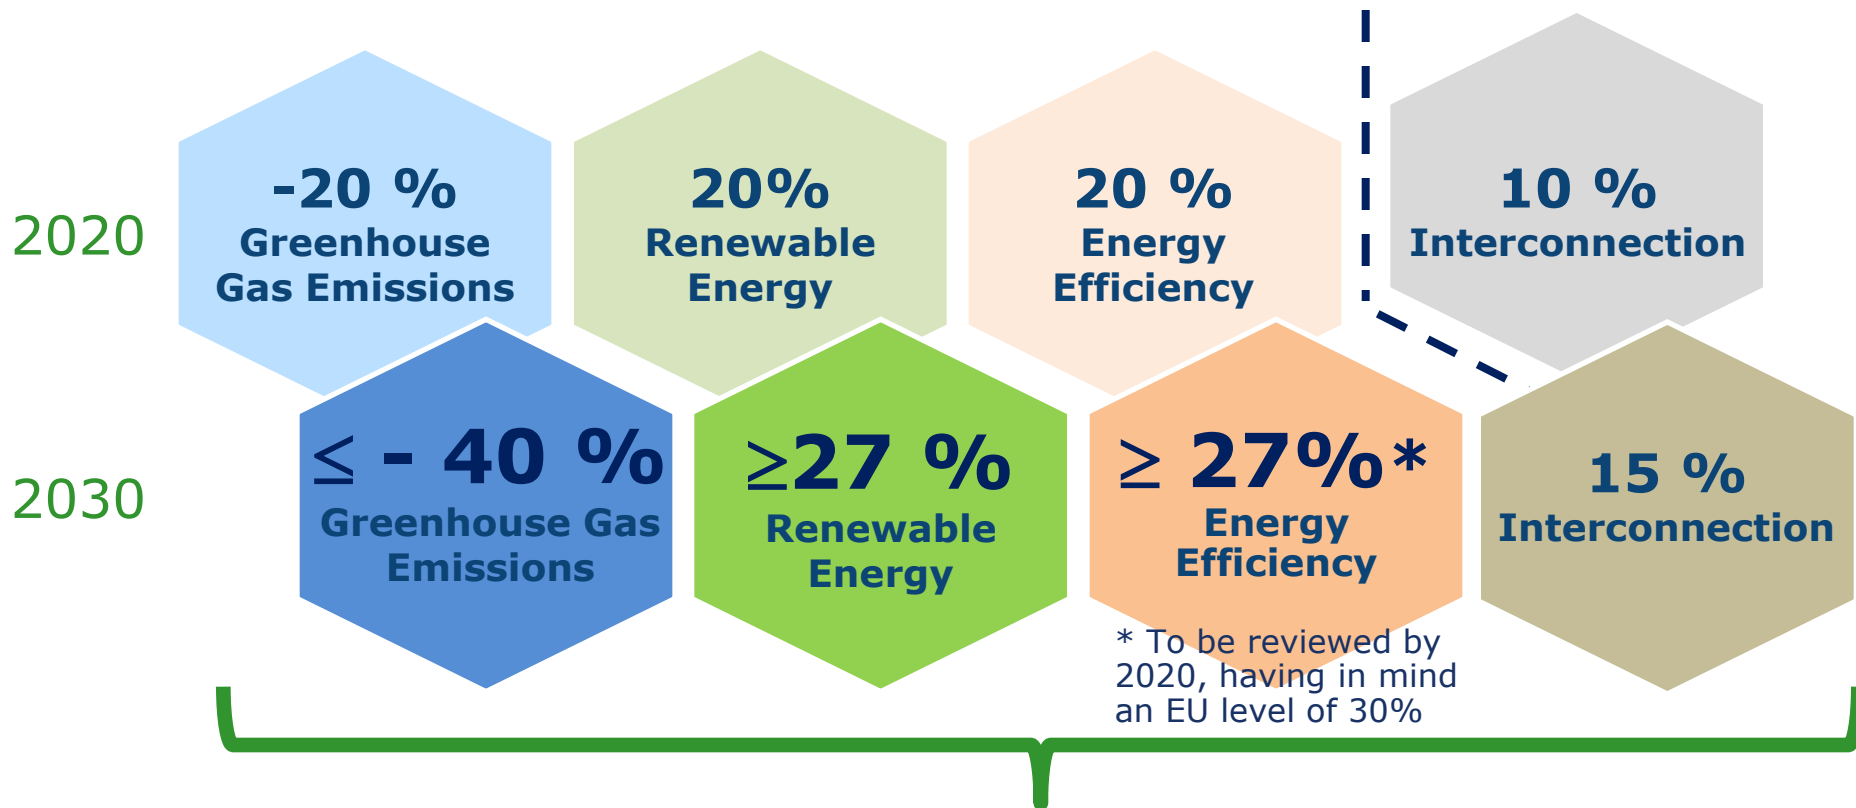 2020
-20 %
Greenhouse
Gas Emissions
20%
Renewable
Energy
20 %
Energy
Efficiency
10 %
Interconnection
2030
≤ - 40 %
Greenhouse Gas
Emissions
≥27 %
Renewable
Energy
≥ 27%*
Energy
Efficiency
15 %
Interconnection
* To be reviewed by
2020, having in mind
an EU level of 30%